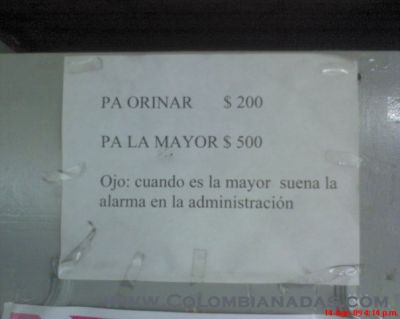 PA ORINAR $ 200
PA LA MAYOR $ 500
Ojo: cuando es la mayor suena la
alarma en la administración
www.COLOMBIANADAS.COM